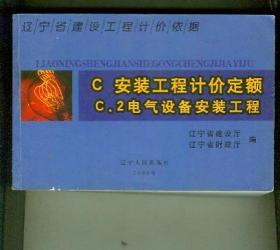 辽宁省建设工程计价依据
LIAONINGSHENGJIANSHEGONGCHENGJIJIAYIJU
C 安装工程计价定额
C.2电气设备安装工程
辽宁省建设厅
辽宁省财政厅 编
辽宁人民出版社